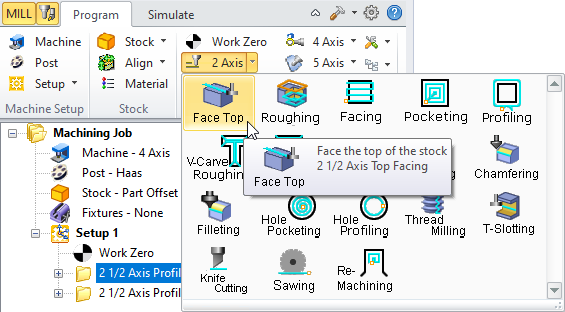 MILL Program Simulate
Machine Stock Work Zero 4 Axis
Post Align 2 Axis 5 Axis
Setup Material
Machine Setup
Face Top Roughing Facing Pocketing Profiling
V-Carve Roughin
Face the top of the stock
2 1/2 Axis Top Facing
Face Top
Chamfering
Filleting Hole Pocketing Hole Profiling Thread Milling T-Slotting
Knife Cutting Sawing Re-Machining
Machining Job
Machine - 4 Axis
Post - Haas
Stock - Part Offset
Fixtures - None
Setup 1
Work Zero
2 1/2 Axis Profil
2 1/2 Axis Profil